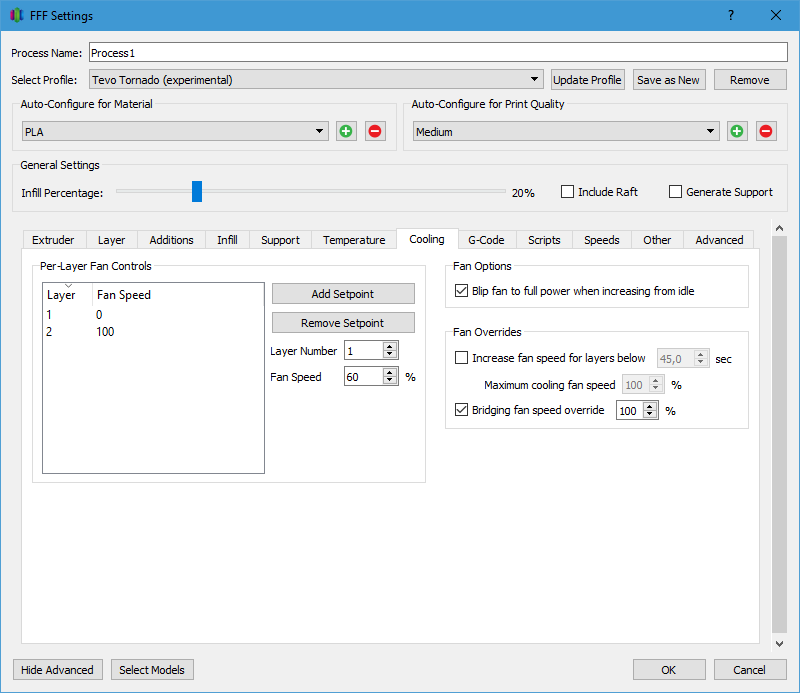 FFF Settings
?
Process Name: Process1
Select Profile: Tevo Tornado (experimental) Update Profile Save as New Remove
Auto-Configure for Material Auto-Configure for Print Quality
PLA Medium
General Settings
Infill Percentage: 20% Include Raft Generate Support
Extruder Layer Additions Infill Support Temperature Cooling G-Code Scripts Speeds Other Advanced
Per-Layer Fan Controls Fan Options
Layer Fan Speed Add Setpoint Blip fan to full power when increasing from idle
1 0
2 100
Remove Setpoint Fan Overrides
Layer Number 1 Increase fan speed for layers below 45,0 sec
Fan Speed 60 % Maximum cooling fan speed 100 %
Bridging fan speed override 100 %
Hide Advanced Select Models OK Cancel